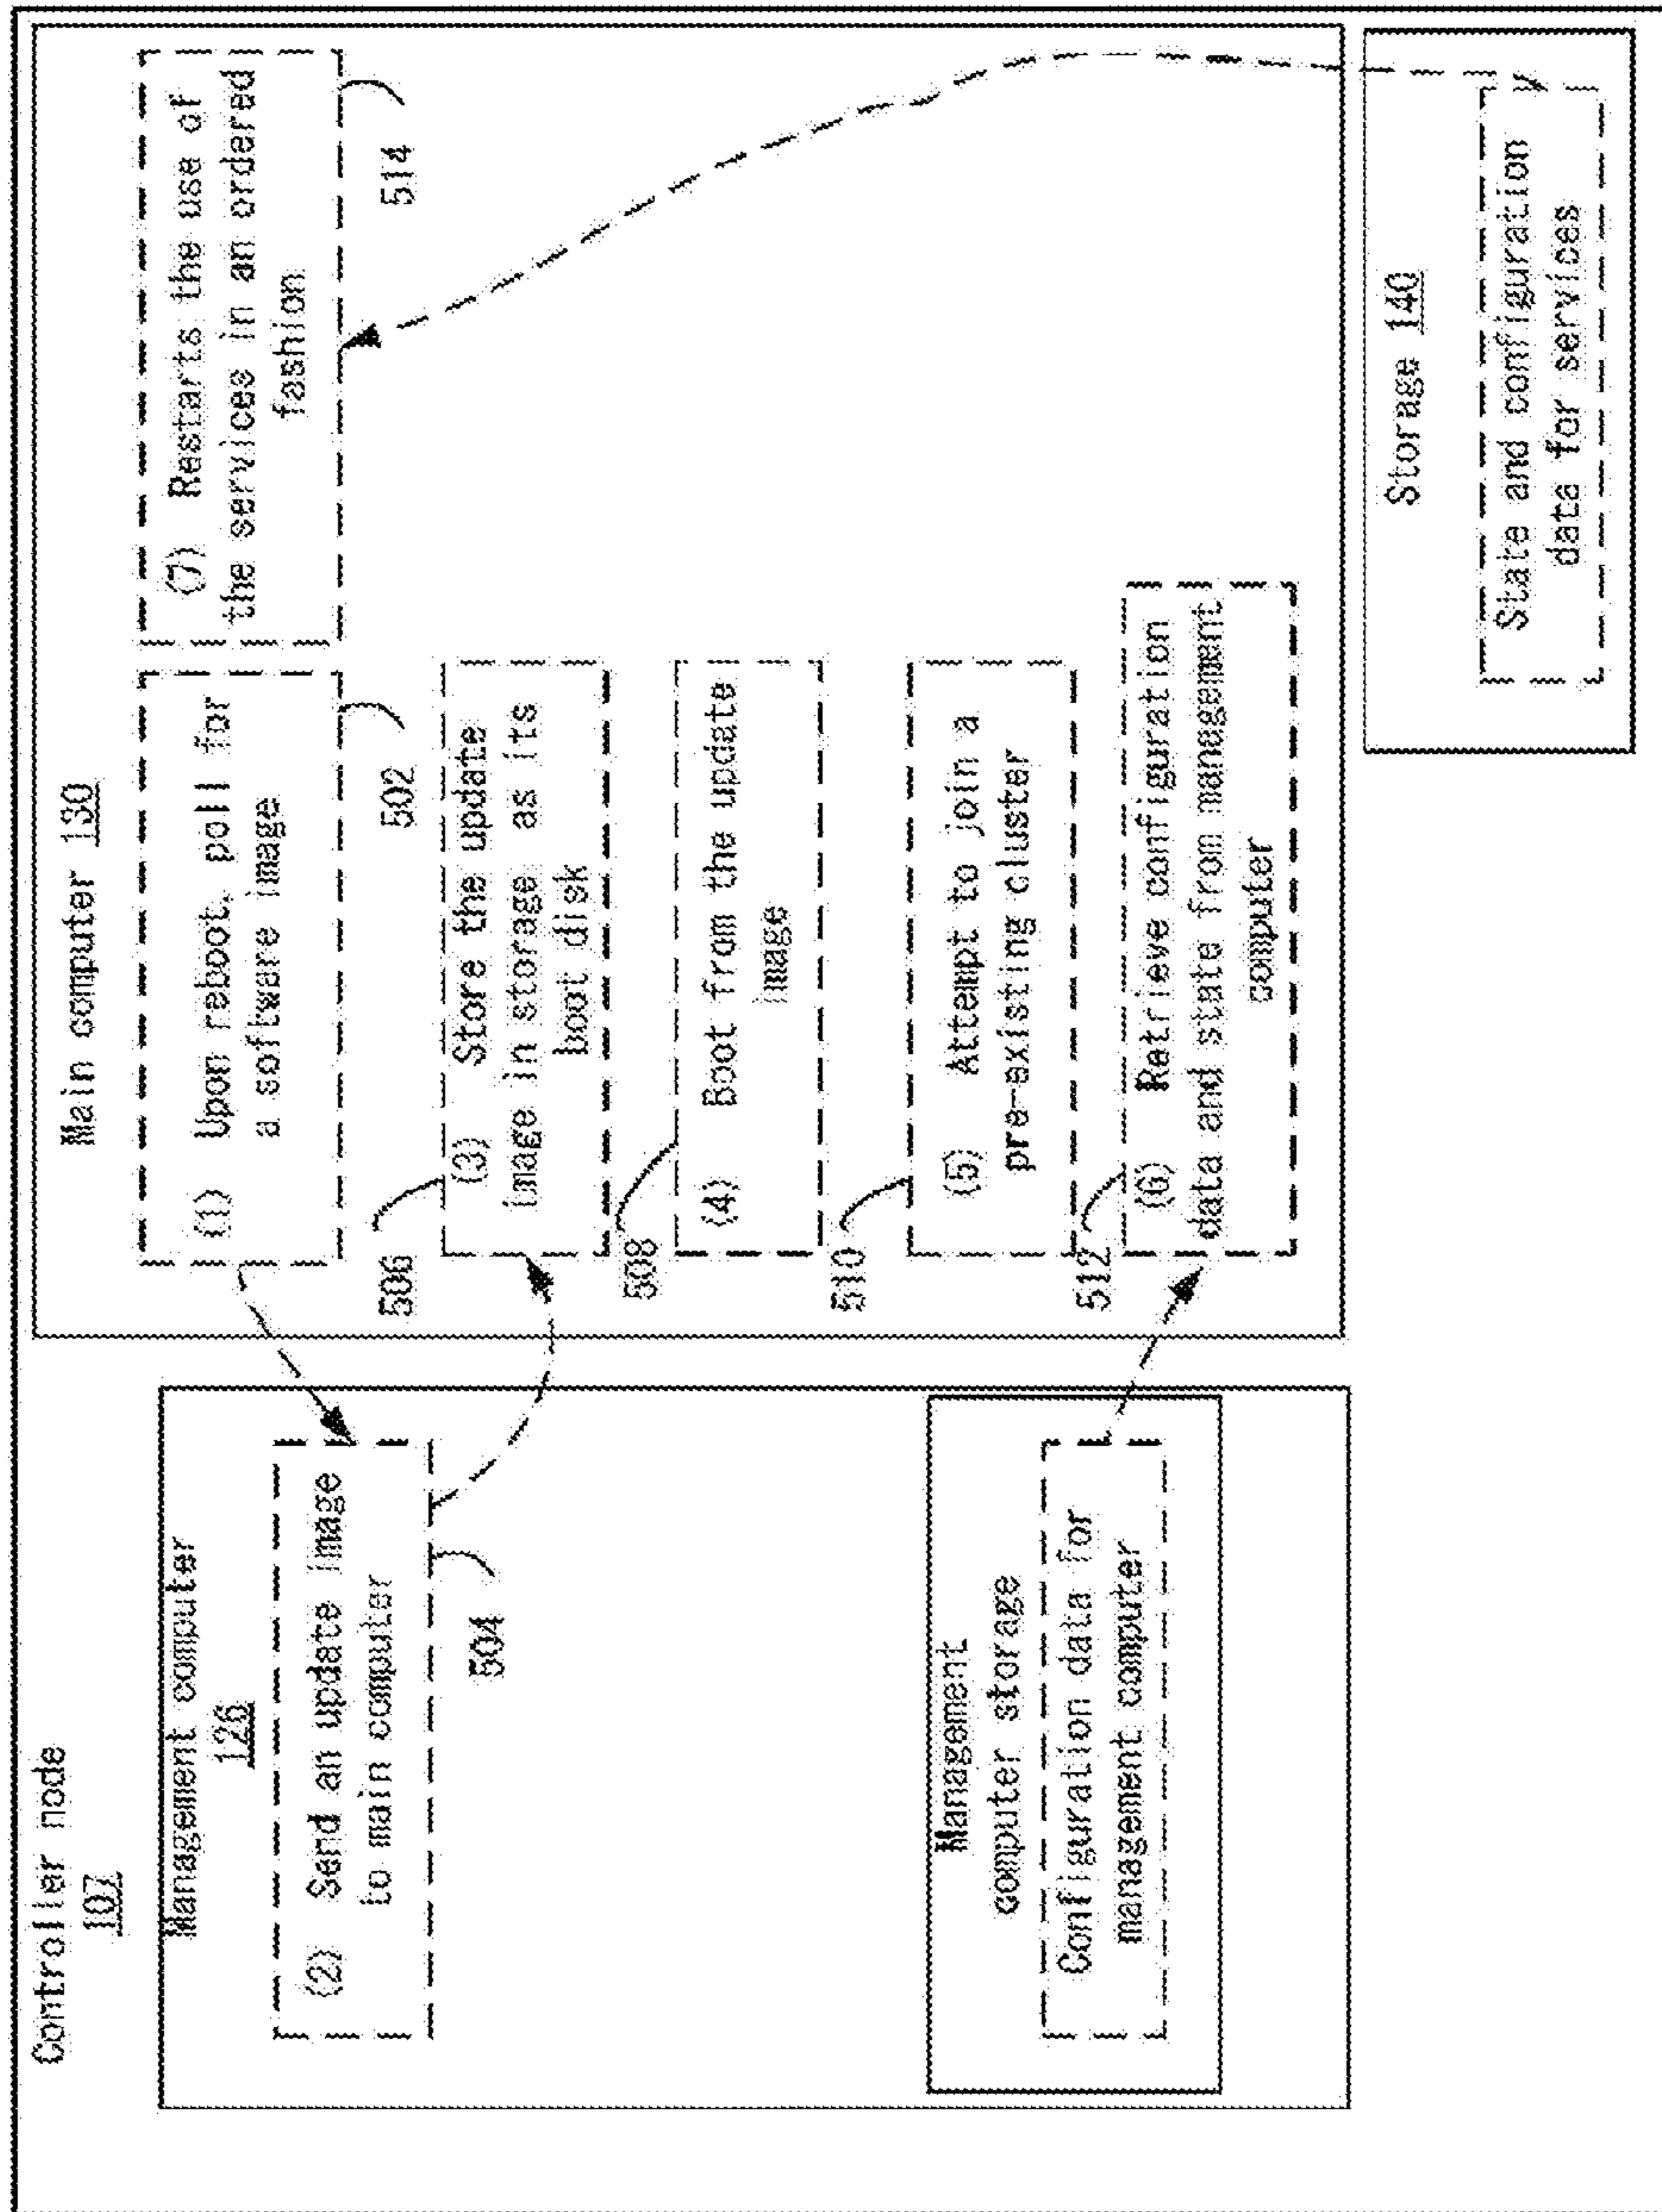 Controller node
107
Management computer
126
(2) Send an update image
to main computer
504
Management
computer storage
Configuration data for
management computer
Main computer 130
(1) Upon reboot, poll for
a software image
502
506
(3) Store the update
image in storage as its
boot disk
508
(4) Boot from the update
image
510
(5) Attempt to join a
pre-existing cluster
512
(6) Retrieve configuration
data and state from management
computer
(7) Restarts the use of
the services in an ordered
fashion
514
Storage 140
State and configuration
data for services